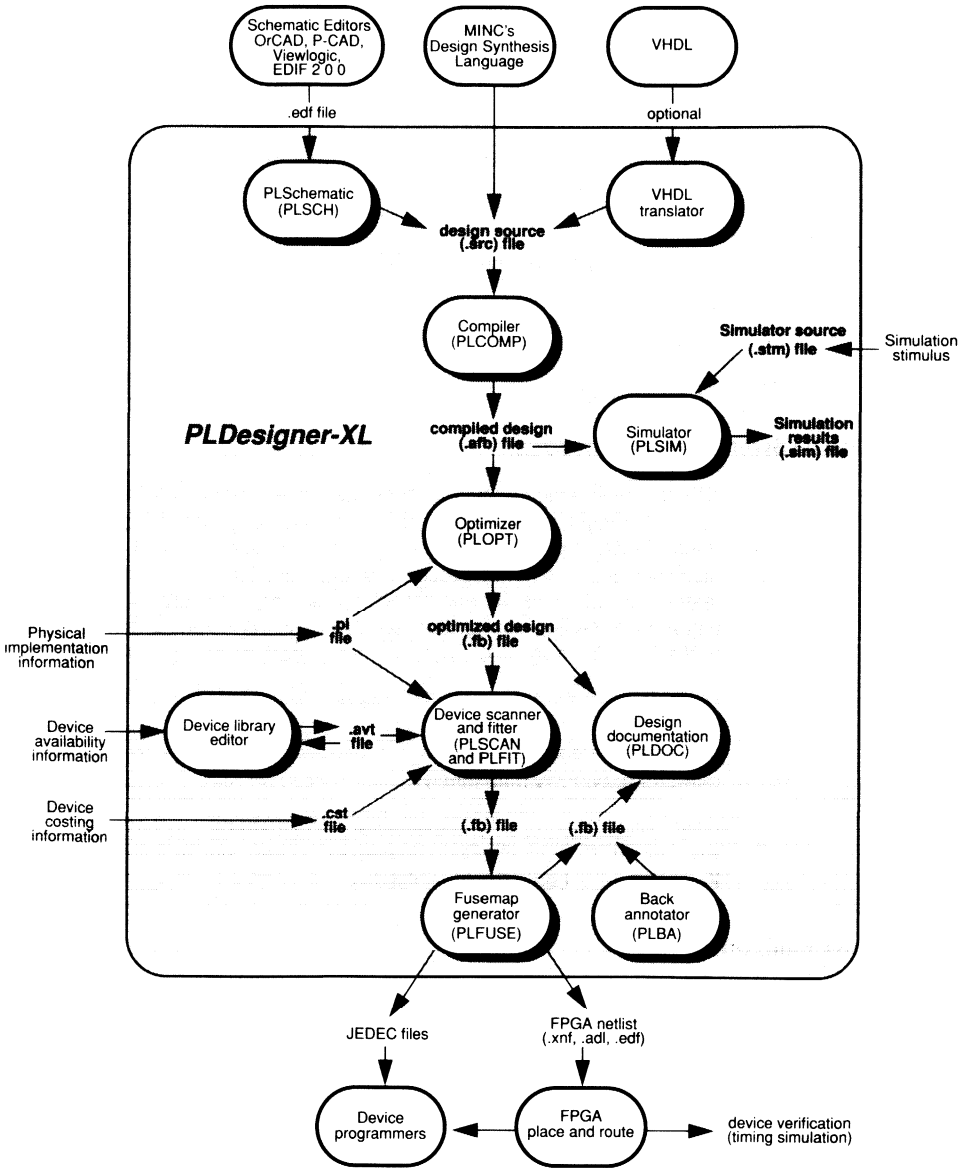 Schematic Editors
OrCAD, P-CAD,
Viewlogic,
EDIF 2 0 0
MINC's
Design Synthesis
Language
VHDL
.edf file
optional
PLSchematic
(PLSCH)
VHDL
translator
design source
(.src) file
Compiler
(PLCOMP)
Simulator source
(.stm) file
Simulation
stimulus
PLDesigner-XL
compiled design
(.afb) file
Simulator
(PLSIM)
Simulation
results
(.sim) file
Optimizer
(PLOPT)
Physical
implementation
information
.pi
file
optimized design
(.fb) file
Device
availability
information
Device library
editor
.avt
file
Device scanner
and fitter
(PLSCAN
and PLFIT)
Design
documentation
(PLDOC)
Device
costing
information
.cst
file
(.fb) file
(.fb) file
Fusemap
generator
(PLFUSE)
Back
annotator
(PLBA)
JEDEC files
FPGA netlist
(.xnf, .adl, .edf)
Device
programmers
FPGA
place and route
device verification
(timing simulation)